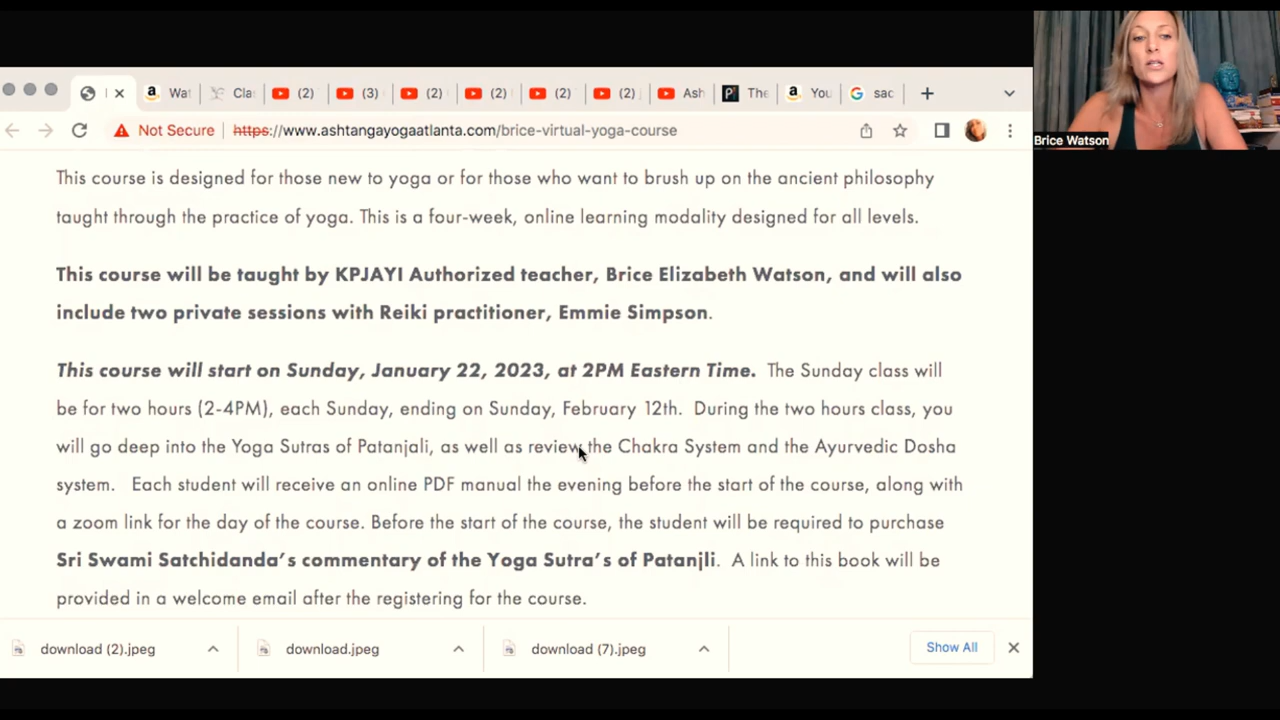 Wat
Cla
(2)
(3)
(2)
(2)
(2)
(2)
Ash
The
You
sac
Not Secure https://www.ashtangayogaatlanta.com/brice-virtual-yoga-course
Brice Watson
This course is designed for those new to yoga or for those who want to brush up on the ancient philosophy
taught through the practice of yoga. This is a four-week, online learning modality designed for all levels.
This course will be taught by KPJAYI Authorized teacher, Brice Elizabeth Watson, and will also
include two private sessions with Reiki practitioner, Emmie Simpson.
This course will start on Sunday, January 22, 2023, at 2PM Eastern Time. The Sunday class will
be for two hours (2-4PM), each Sunday, ending on Sunday, February 12th. During the two hours class, you
will go deep into the Yoga Sutras of Patanjali, as well as review the Chakra System and the Ayurvedic Dosha
system. Each student will receive an online PDF manual the evening before the start of the course, along with
a zoom link for the day of the course. Before the start of the course, the student will be required to purchase
Sri Swami Satchidanda's commentary of the Yoga Sutra's of Patanjli. A link to this book will be
provided in a welcome email after the registering for the course.
download (2).jpeg
download.jpeg
download (7).jpeg
Show All